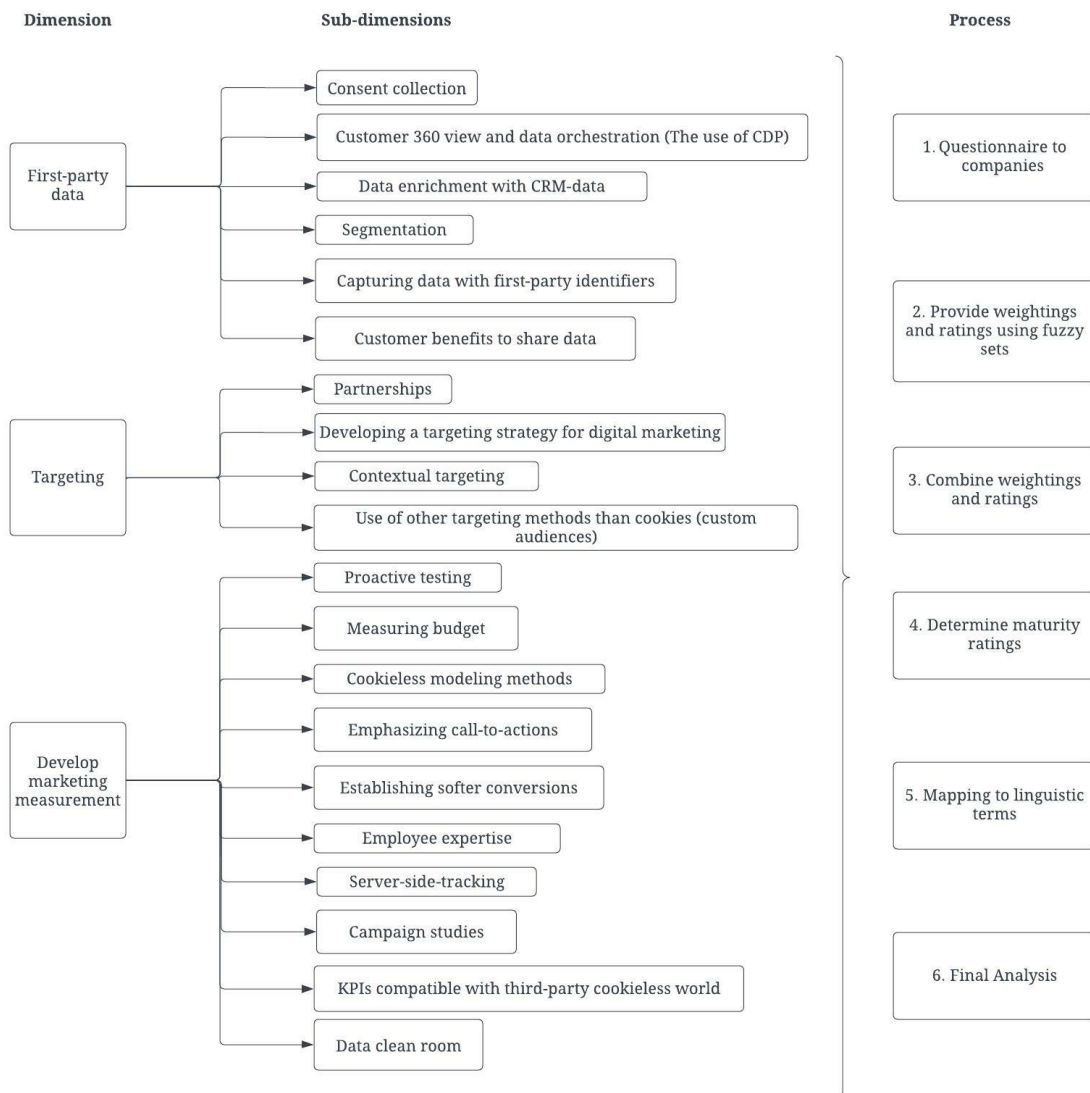 Dimension
Sub-dimensions
Process
First-party
data
Consent collection
Customer 360 view and data orchestration (The use of CDP)
Data enrichment with CRM-data
Segmentation
Capturing data with first-party identifiers
Customer benefits to share data
Targeting
Partnerships
Developing a targeting strategy for digital marketing
Contextual targeting
Use of other targeting methods than cookies (custom
audiences)
Develop
marketing
measurement
Proactive testing
Measuring budget
Cookieless modeling methods
Emphasizing call-to-actions
Establishing softer conversions
Employee expertise
Server-side-tracking
Campaign studies
KPIs compatible with third-party cookieless world
Data clean room
1. Questionnaire to
companies
2. Provide weightings
and ratings using fuzzy
sets
3. Combine weightings
and ratings
4. Determine maturity
ratings
5. Mapping to linguistic
terms
6. Final Analysis